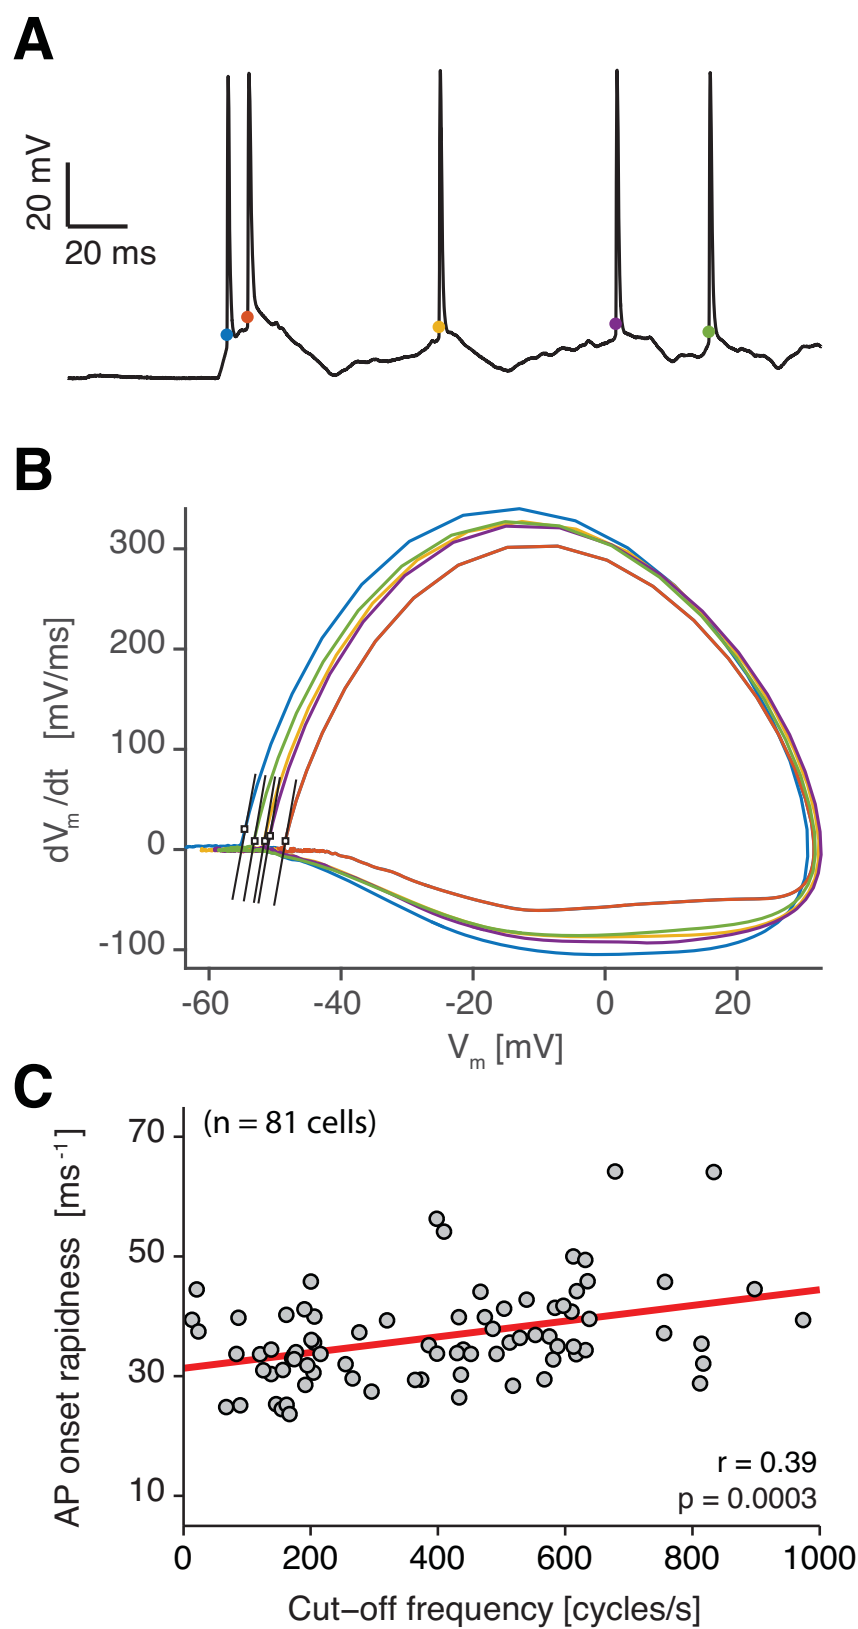 A
20 mV
20 ms
B
300
200
100
0
-100
dVm/dt [mV/ms]
-60 -40 -20 0 20
Vm [mV]
C
(n = 81 cells)
70
50
30
10
AP onset rapidness [ms-1]
r = 0.39
p = 0.0003
0 200 400 600 800 1000
Cut–off frequency [cycles/s]